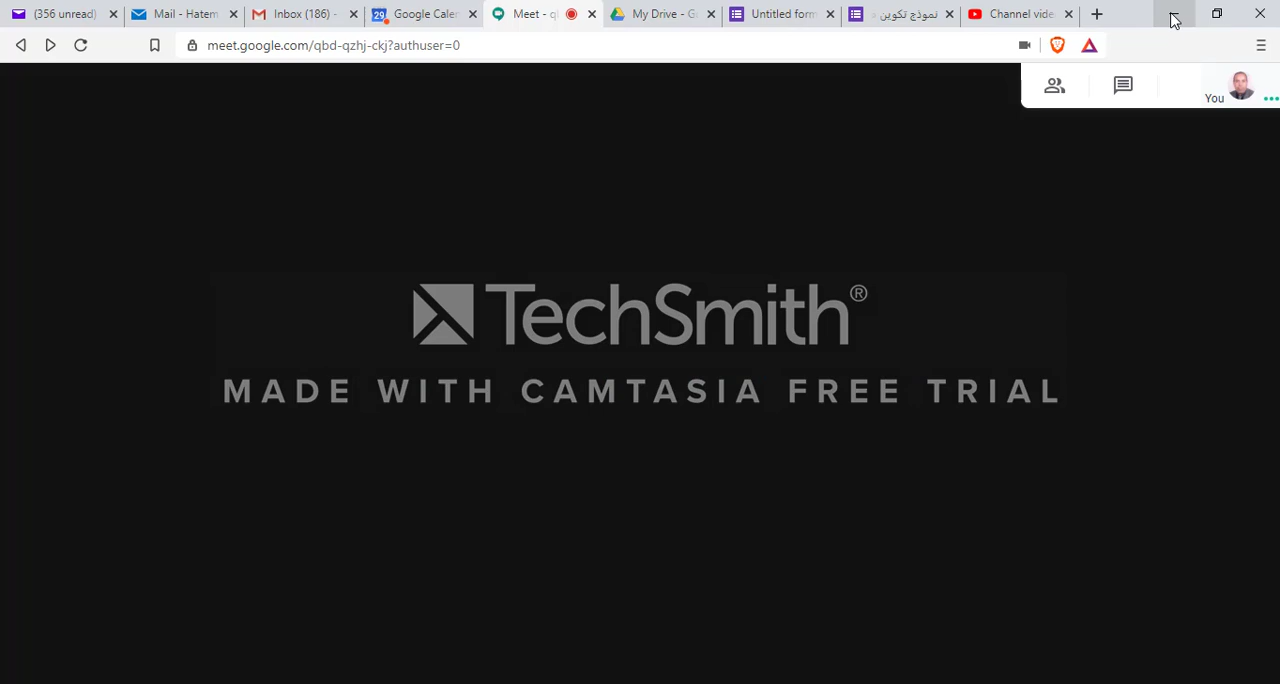 (356 unread)
Mail - Hatem
Inbox (186) -
Google Calen
Meet - q
My Drive - G
Untitled form
نموذج تكوين
Channel vide
meet.google.com/qbd-qzhj-ckj?authuser=0
29
You
TechSmith®
MADE WITH CAMTASIA FREE TRIAL